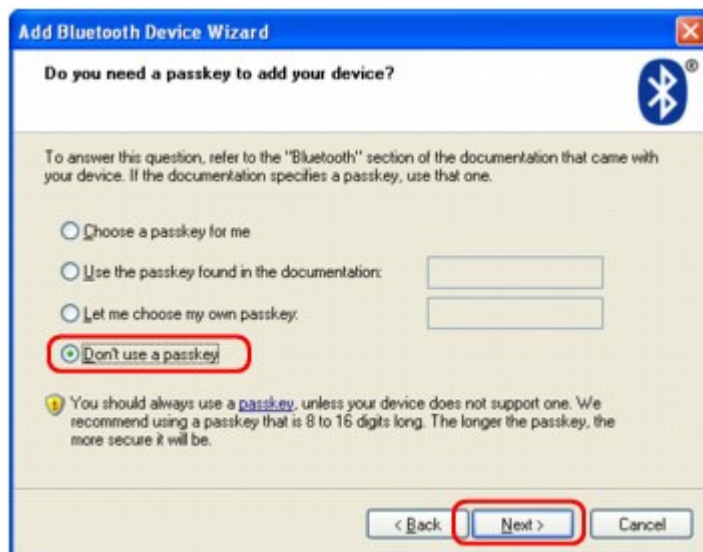 Add Bluetooth Device Wizard
Do you need a passkey to add your device?
®
To answer this question, refer to the "Bluetooth" section of the documentation that came with
your device. If the documentation specifies a passkey, use that one.
Choose a passkey for me
Use the passkey found in the documentation:
Let me choose my own passkey:
Don't use a passkey
You should always use a passkey, unless your device does not support one. We
recommend using a passkey that is 8 to 16 digits long. The longer the passkey, the
more secure it will be.
< Back Next > Cancel